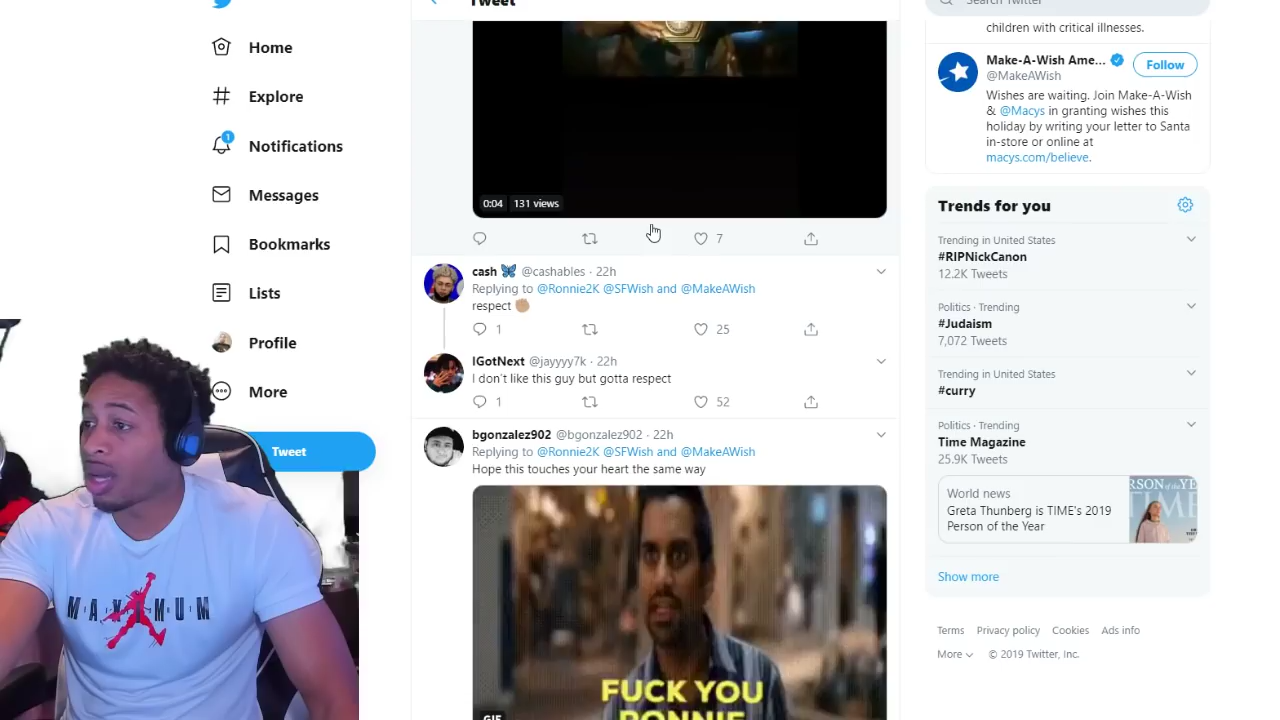 Tweet
Home
Explore
1
Notifications
Messages
Bookmarks
Lists
Profile
More
Tweet
MAXIMUM
0:04 131 views
7
cash @cashables · 22h
Replying to @Ronnie2K @SFWish and @MakeAWish
respect
1 25
IGotNext @jayyyy7k · 22h
I don't like this guy but gotta respect
1 52
bgonzalez902 @bgonzalez902 · 22h
Replying to @Ronnie2K @SFWish and @MakeAWish
Hope this touches your heart the same way
FUCK YOU
RONNIE
GIF
Search Twitter
children with critical illnesses.
Make-A-Wish Ame...
Follow
@MakeAWish
Wishes are waiting. Join Make-A-Wish
& @Macys in granting wishes this
holiday by writing your letter to Santa
in-store or online at
macys.com/believe.
Trends for you
Trending in United States
#RIPNickCanon
12.2K Tweets
Politics · Trending
#Judaism
7,072 Tweets
Trending in United States
#curry
Politics · Trending
Time Magazine
25.9K Tweets
World news
Greta Thunberg is TIME's 2019
Person of the Year
TIME
Show more
Terms Privacy policy Cookies Ads info
More © 2019 Twitter, Inc.